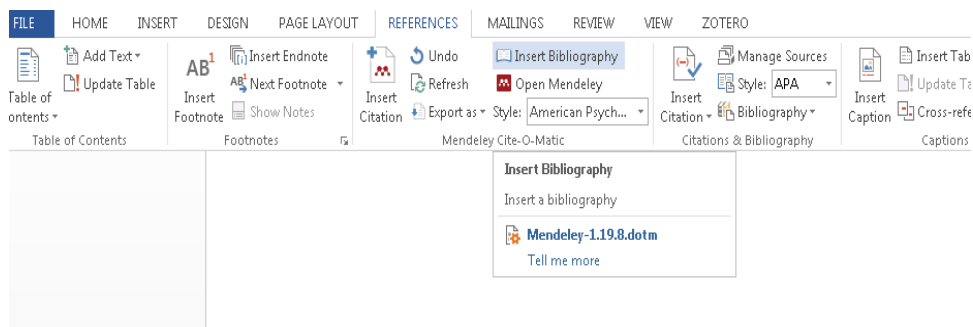 FILE HOME INSERT DESIGN PAGE LAYOUT REFERENCES MAILINGS REVIEW VIEW ZOTERO
Table of
ontents
Add Text
Update Table
Table of Contents
AB1
Insert
Footnote
Insert Endnote
AB1 Next Footnote
Show Notes
Footnotes
Insert
Citation
Undo
Refresh
Export as
Insert Bibliography
Open Mendeley
Style: American Psych...
Mendeley Cite-O-Matic
Insert
Citation
Manage Sources
Style: APA
Bibliography
Citations & Bibliography
Insert
Caption
Insert Tab
Update Ta
Cross-refe
Captions
Insert Bibliography
Insert a bibliography
Mendeley-1.19.8.dotm
Tell me more